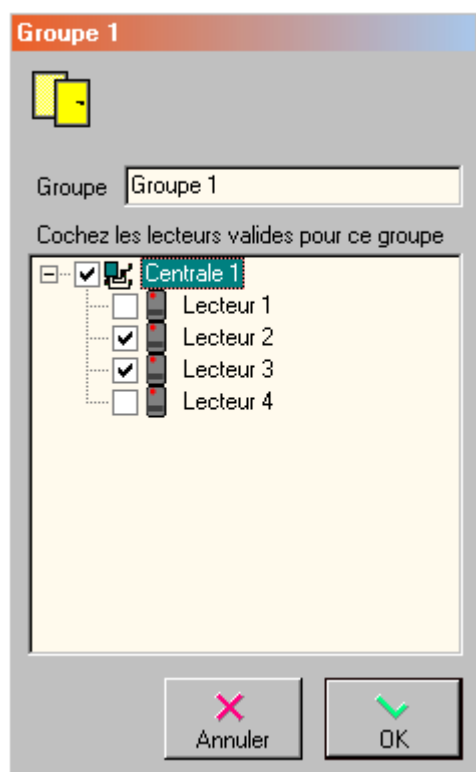 Groupe 1
Groupe Groupe 1
Cochez les lecteurs valides pour ce groupe
Centrale 1
Lecteur 1
Lecteur 2
Lecteur 3
Lecteur 4
Annuler OK